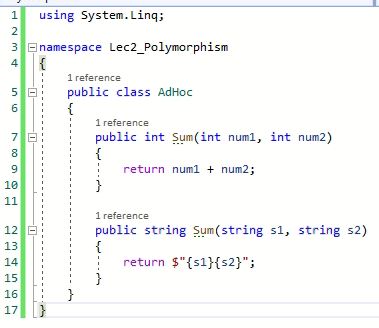 1 using System.Linq;
2
3 namespace Lec2_Polymorphism
4 {
1 reference
5 public class AdHoc
6 {
1 reference
7 public int Sum(int num1, int num2)
8 {
9 return num1 + num2;
10 }
11
1 reference
12 public string Sum(string s1, string s2)
13 {
14 return $"{s1}{s2}";
15 }
16 }
17 }